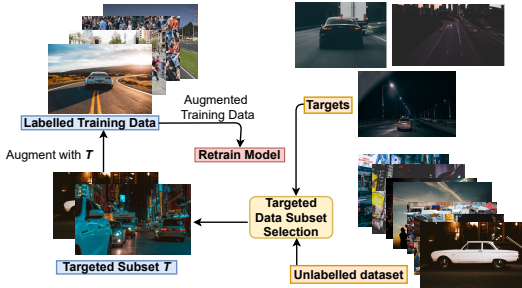 Labelled Training Data
Augmented
Training Data
Targets
Augment with T
Retrain Model
Targeted
Data Subset
Selection
Targeted Subset T
Unlabelled dataset